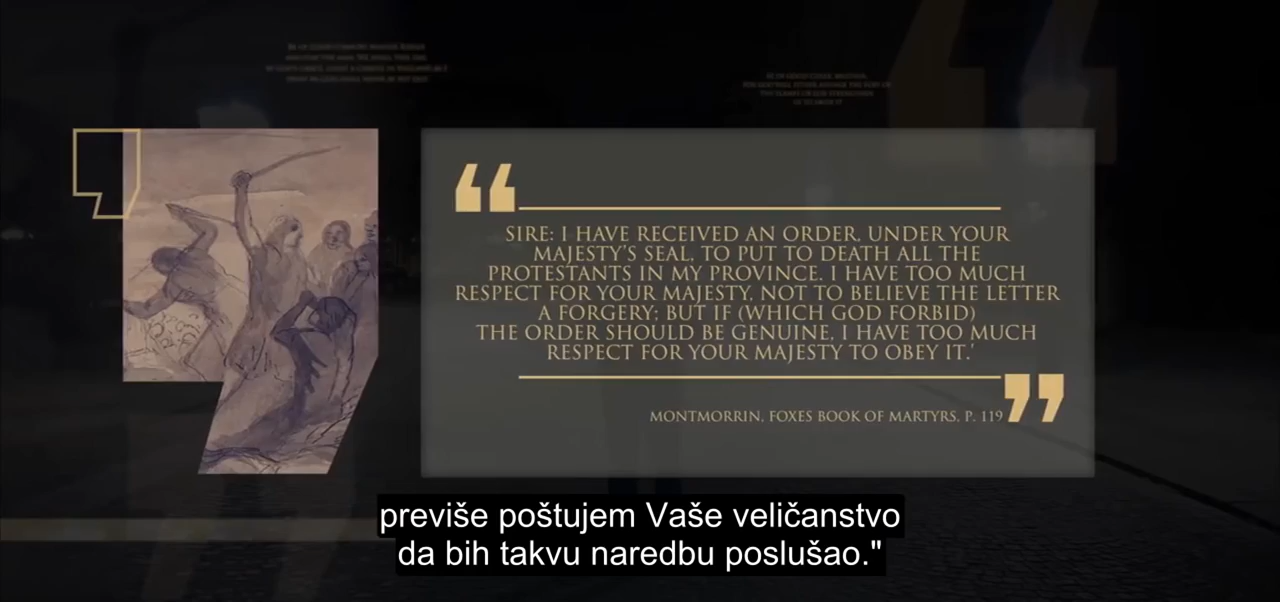 SIRE: I HAVE RECEIVED AN ORDER, UNDER YOUR
MAJESTY'S SEAL, TO PUT TO DEATH ALL THE
PROTESTANTS IN MY PROVINCE. I HAVE TOO MUCH
RESPECT FOR YOUR MAJESTY, NOT TO BELIEVE THE LETTER
A FORGERY; BUT IF (WHICH GOD FORBID)
THE ORDER SHOULD BE GENUINE, I HAVE TOO MUCH
RESPECT FOR YOUR MAJESTY TO OBEY IT.'
MONTMORRIN, FOXES BOOK OF MARTYRS, P. 119
previše poštujem Vaše veličanstvo
da bih takvu naredbu poslušao."